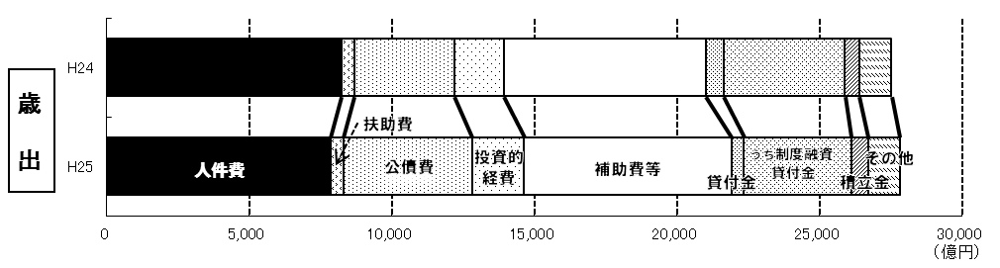 歳出
H24
H25
扶助費
人件費
公債費
投資的
経費
補助費等
貸付金
うち制度融資
貸付金
積立金
その他
0
5,000
10,000
15,000
20,000
25,000
30,000
(億円)